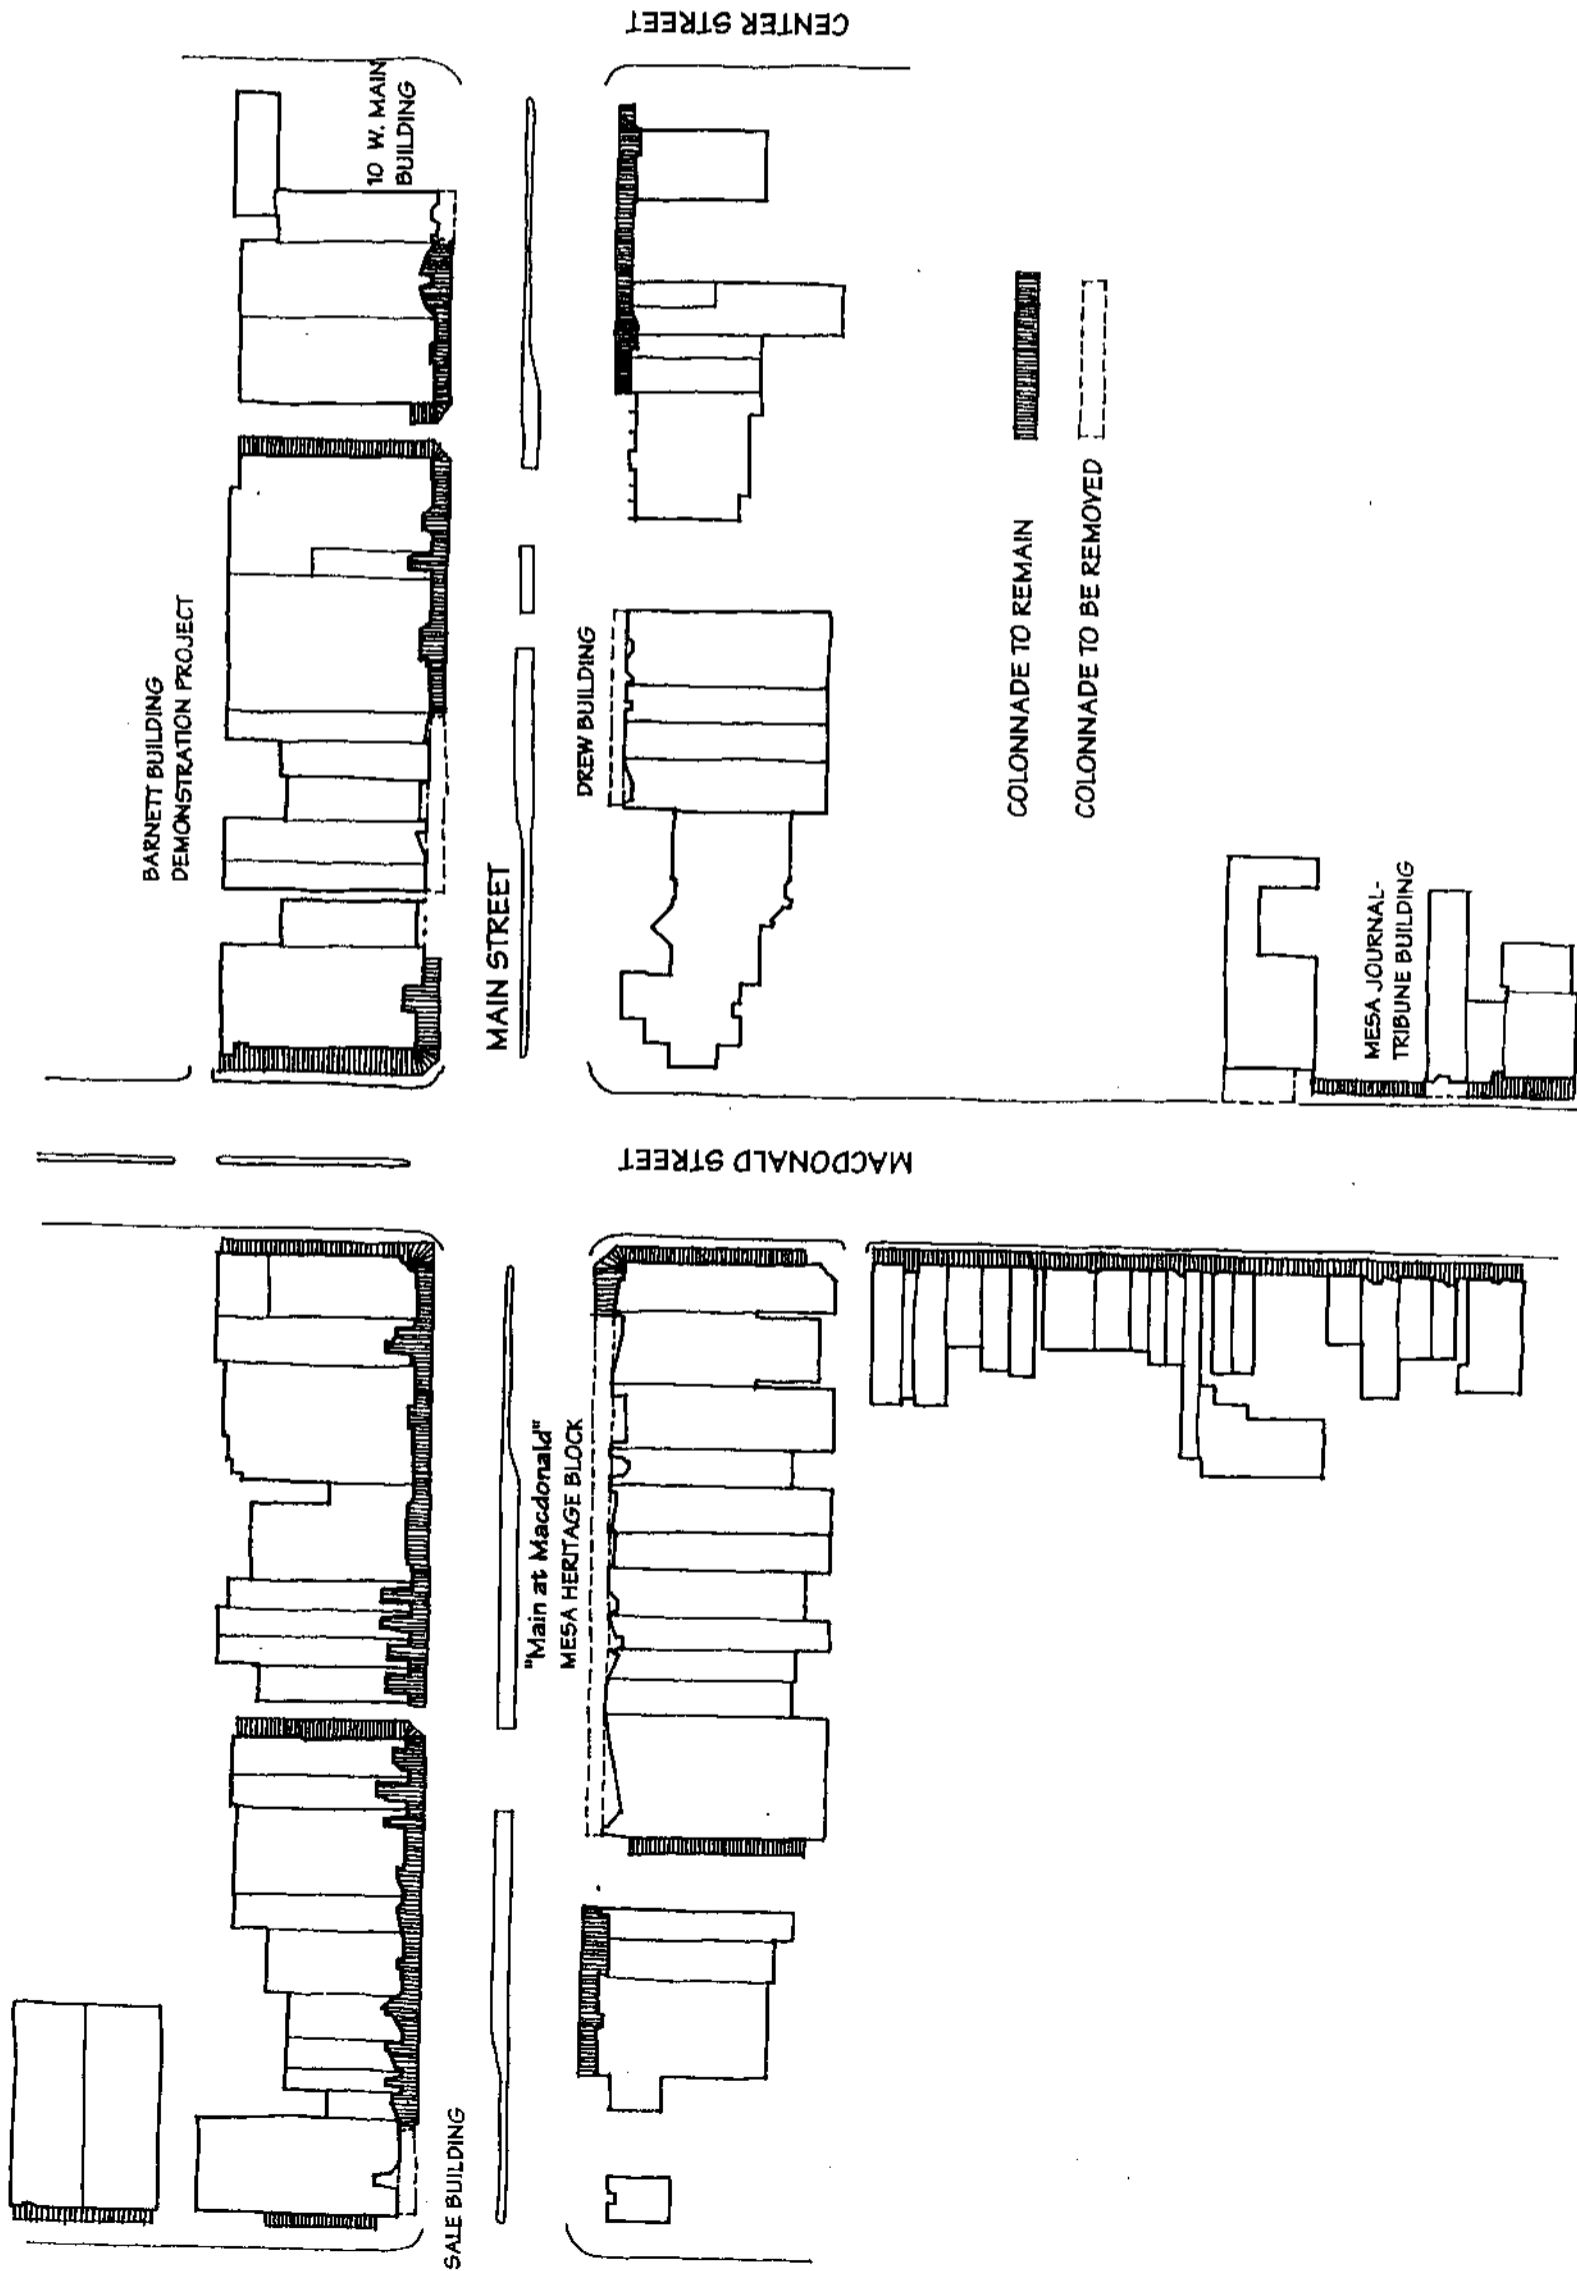 CENTER STREET
10 W. MAIN
BUILDING
BARNETT BUILDING
DEMONSTRATION PROJECT
MAIN STREET
DREW BUILDING
COLONNADE TO REMAIN
COLONNADE TO BE REMOVED
MESA JOURNAL-
TRIBUNE BUILDING
MACDONALD STREET
"Main at Macdonald"
MESA HERITAGE BLOCK
SALE BUILDING